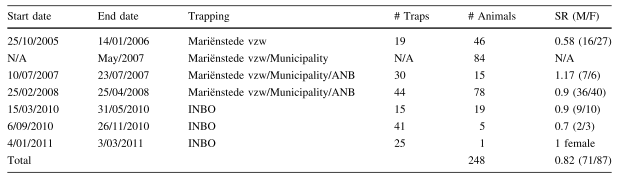 Start date End date Trapping # Traps # Animals SR (M/F)
25/10/2005 14/01/2006 Mariënstede vzw 19 46 0.58 (16/27)
N/A May/2007 Mariënstede vzw/Municipality N/A 84 N/A
10/07/2007 23/07/2007 Mariënstede vzw/Municipality/ANB 30 15 1.17 (7/6)
25/02/2008 25/04/2008 Mariënstede vzw/Municipality/ANB 44 78 0.9 (36/40)
15/03/2010 31/05/2010 INBO 15 19 0.9 (9/10)
6/09/2010 26/11/2010 INBO 41 5 0.7 (2/3)
4/01/2011 3/03/2011 INBO 25 1 1 female
Total 248 0.82 (71/87)